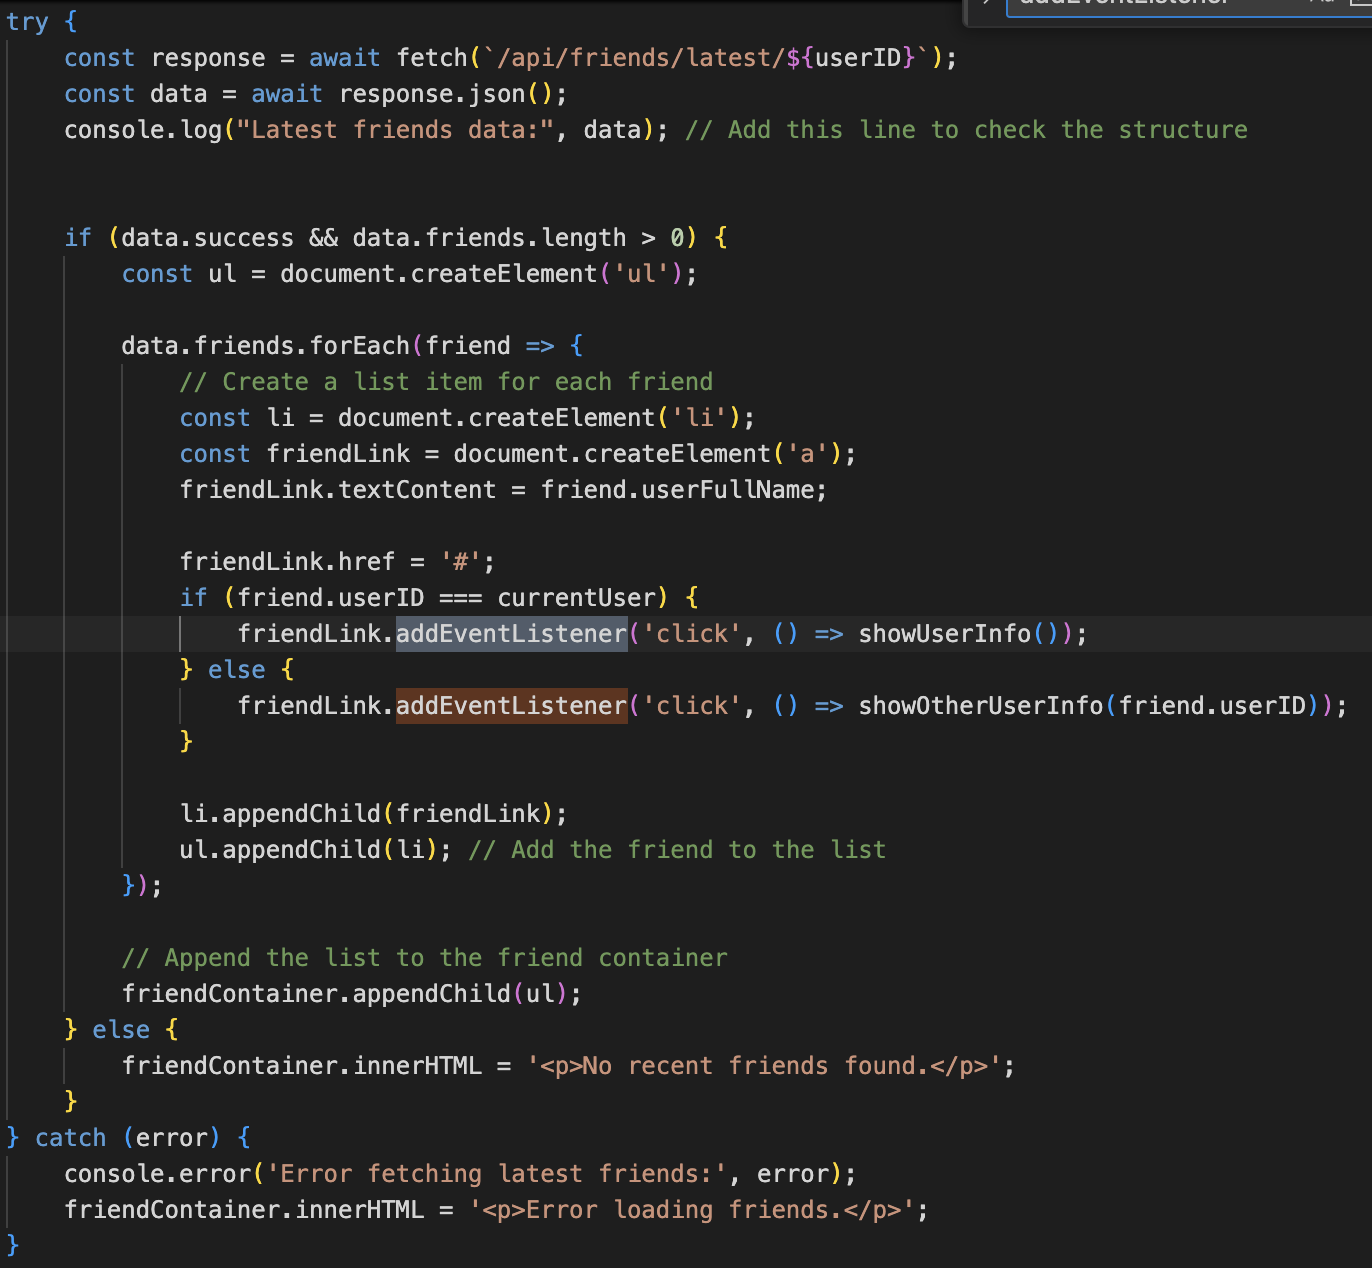 try {
    const response = await fetch(`/api/friends/latest/${userID}`);
    const data = await response.json();
    console.log("Latest friends data:", data); // Add this line to check the structure
    if (data.success && data.friends.length > 0) {
        const ul = document.createElement('ul');
        data.friends.forEach(friend => {
            // Create a list item for each friend
            const li = document.createElement('li');
            const friendLink = document.createElement('a');
            friendLink.textContent = friend.userFullName;
            friendLink.href = '#';
            if (friend.userID === currentUser) {
                friendLink.addEventListener('click', () => showUserInfo());
            } else {
                friendLink.addEventListener('click', () => showOtherUserInfo(friend.userID));
            }
            li.appendChild(friendLink);
            ul.appendChild(li); // Add the friend to the list
        });
        // Append the list to the friend container
        friendContainer.appendChild(ul);
    } else {
        friendContainer.innerHTML = '<p>No recent friends found.</p>';
    }
} catch (error) {
    console.error('Error fetching latest friends:', error);
    friendContainer.innerHTML = '<p>Error loading friends.</p>';
}